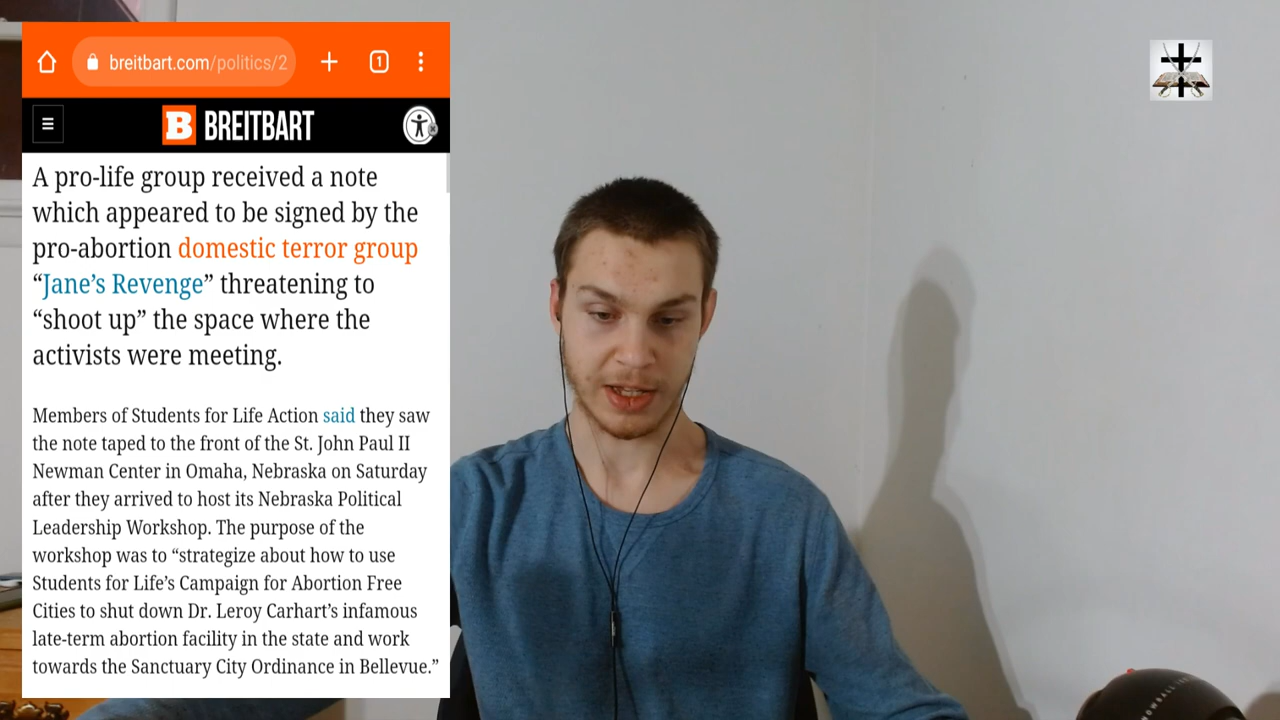 breitbart.com/politics/2
1
B BREITBART
A pro-life group received a note
which appeared to be signed by the
pro-abortion domestic terror group
“Jane’s Revenge” threatening to
“shoot up” the space where the
activists were meeting.
Members of Students for Life Action said they saw
the note taped to the front of the St. John Paul II
Newman Center in Omaha, Nebraska on Saturday
after they arrived to host its Nebraska Political
Leadership Workshop. The purpose of the
workshop was to “strategize about how to use
Students for Life’s Campaign for Abortion Free
Cities to shut down Dr. Leroy Carhart’s infamous
late-term abortion facility in the state and work
towards the Sanctuary City Ordinance in Bellevue.”